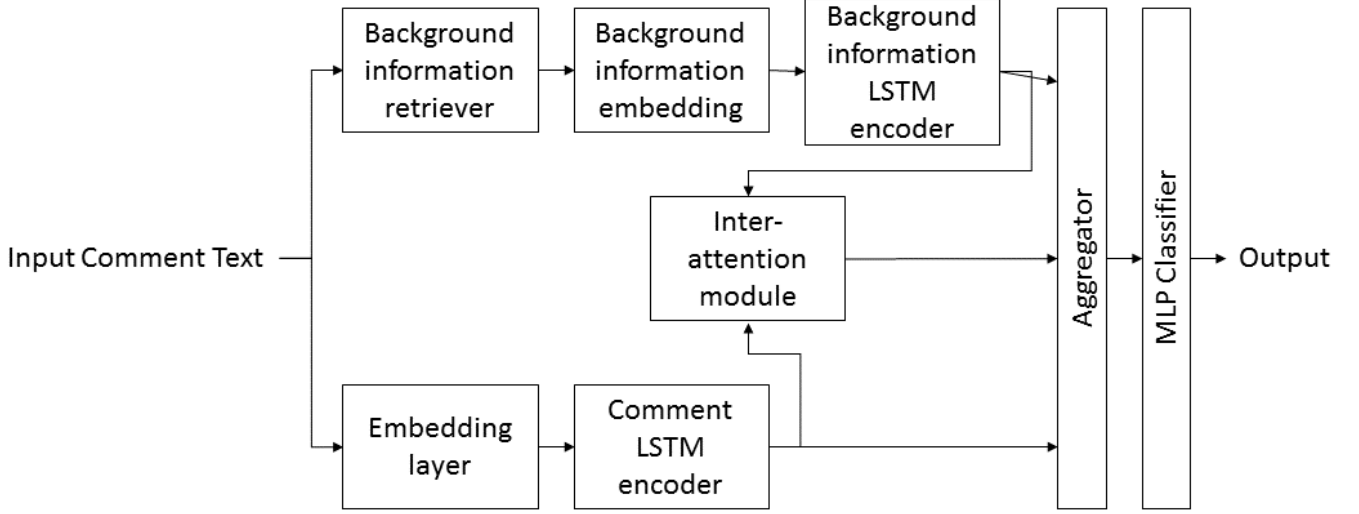 Background
information
retriever
Background
information
embedding
Background
information
LSTM
encoder
Input Comment Text
Inter-
attention
module
Aggregator
MLP Classifier
Output
Embedding
layer
Comment
LSTM
encoder